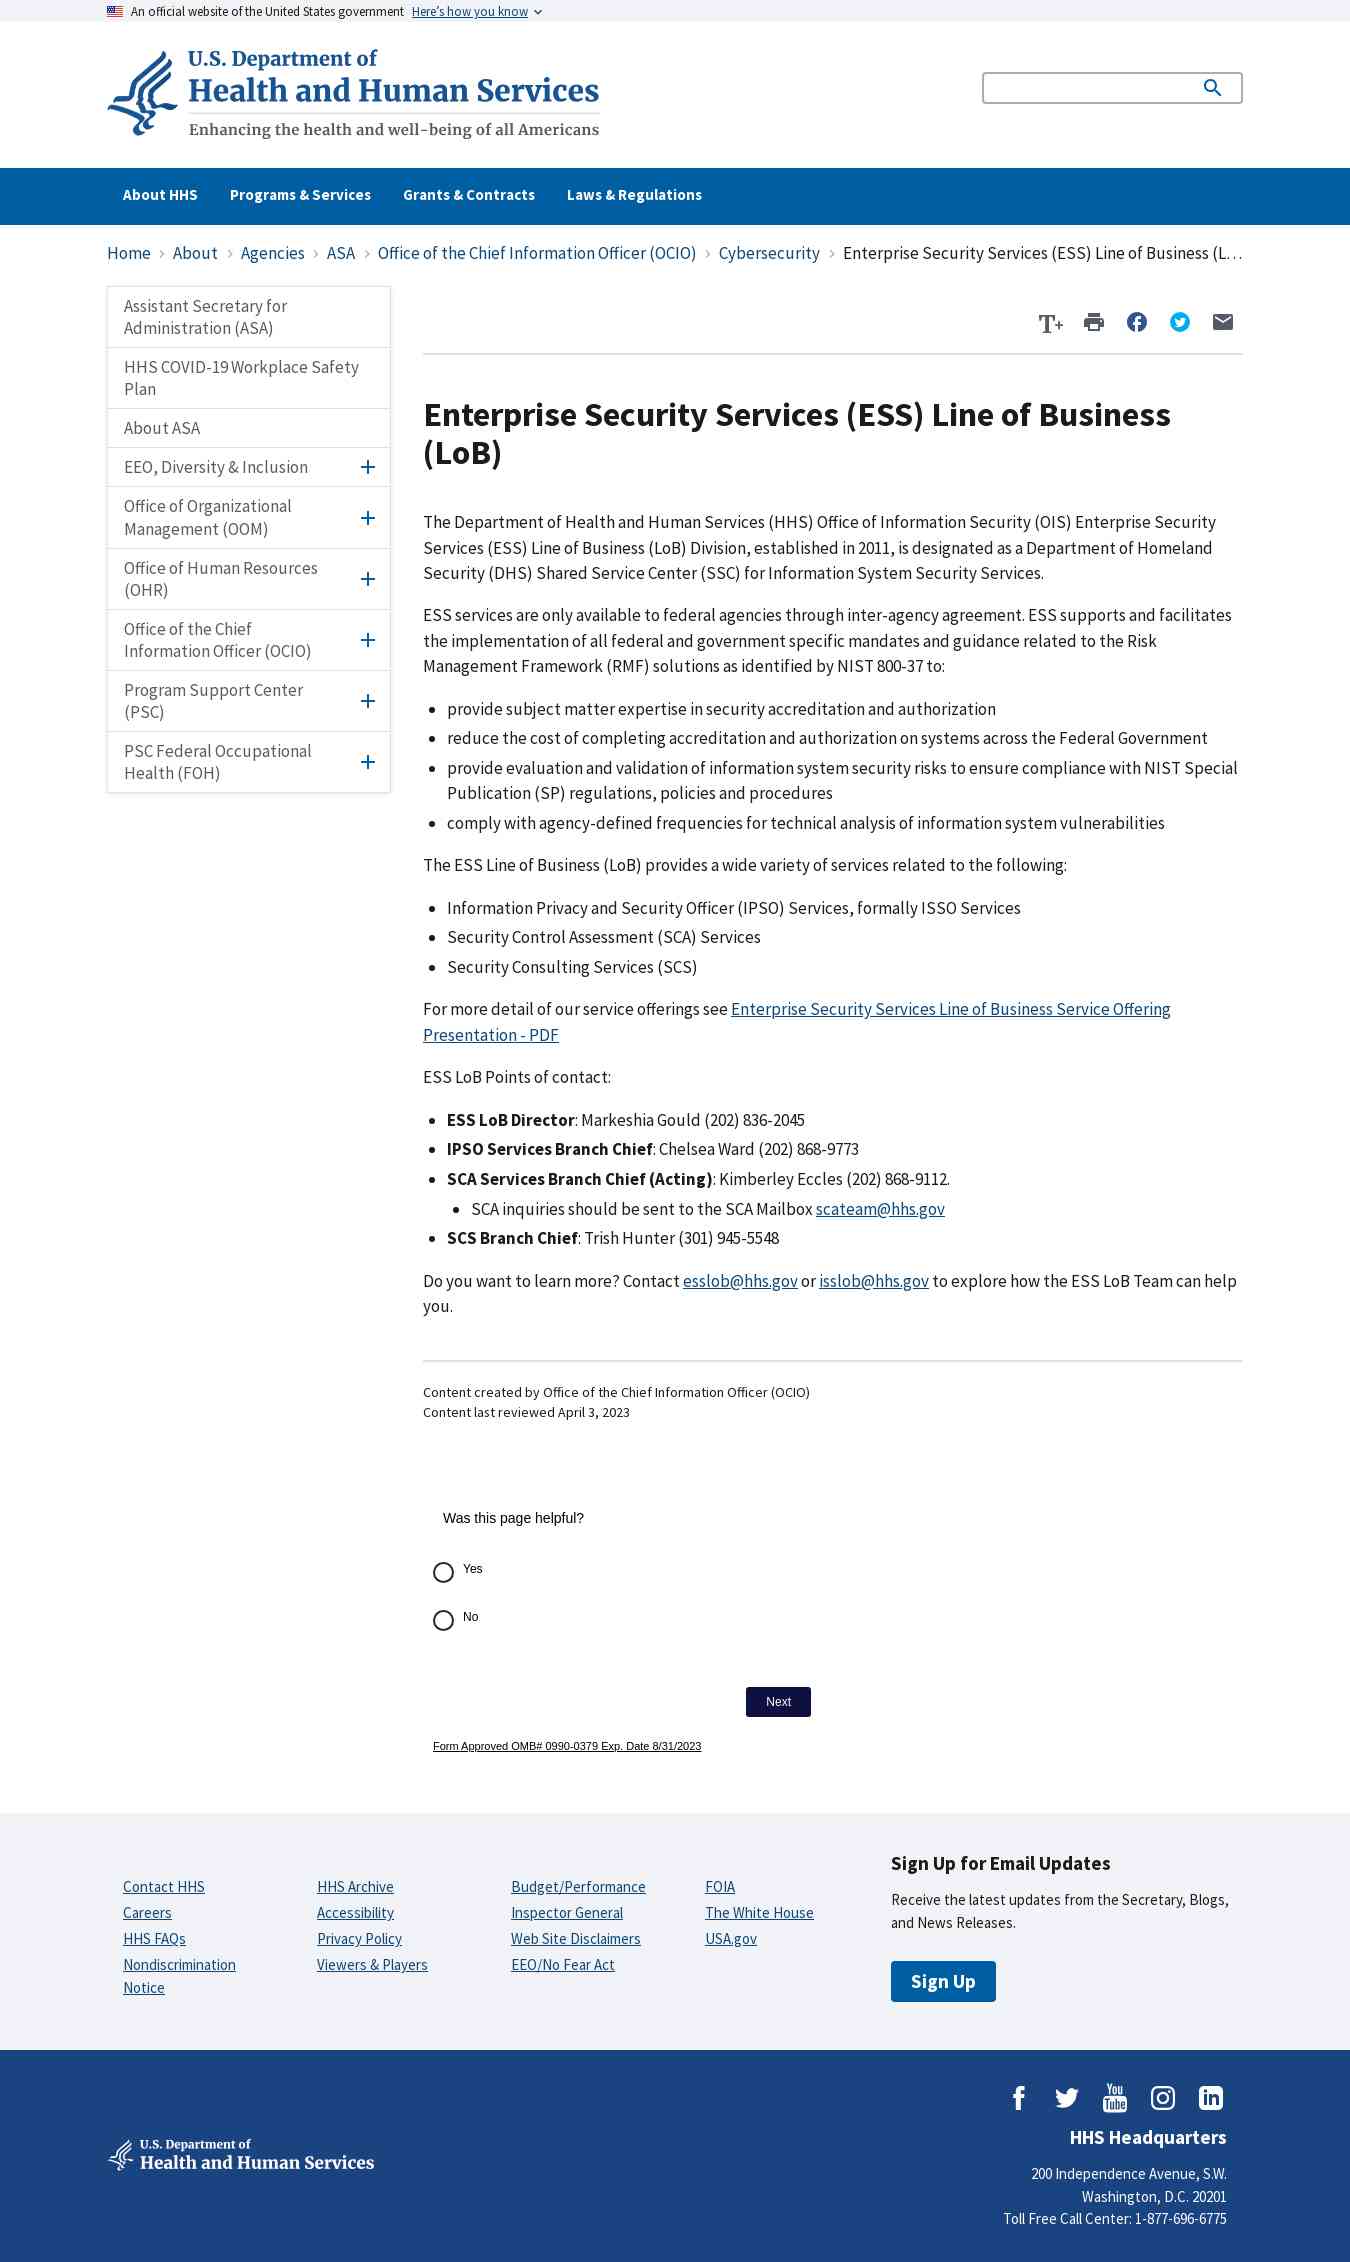 An official website of the United States government Here's how you know
U.S. Department of
Health and Human Services
Enhancing the health and well-being of all Americans
About HHS Programs & Services Grants & Contracts Laws & Regulations
Home › About › Agencies › ASA › Office of the Chief Information Officer (OCIO) › Cybersecurity › Enterprise Security Services (ESS) Line of Business (L…
Assistant Secretary for
Administration (ASA)
HHS COVID-19 Workplace Safety
Plan
About ASA
EEO, Diversity & Inclusion
Office of Organizational
Management (OOM)
Office of Human Resources
(OHR)
Office of the Chief
Information Officer (OCIO)
Program Support Center
(PSC)
PSC Federal Occupational
Health (FOH)
T+
Enterprise Security Services (ESS) Line of Business
(LoB)
The Department of Health and Human Services (HHS) Office of Information Security (OIS) Enterprise Security
Services (ESS) Line of Business (LoB) Division, established in 2011, is designated as a Department of Homeland
Security (DHS) Shared Service Center (SSC) for Information System Security Services.
ESS services are only available to federal agencies through inter-agency agreement. ESS supports and facilitates
the implementation of all federal and government specific mandates and guidance related to the Risk
Management Framework (RMF) solutions as identified by NIST 800-37 to:
• provide subject matter expertise in security accreditation and authorization
• reduce the cost of completing accreditation and authorization on systems across the Federal Government
• provide evaluation and validation of information system security risks to ensure compliance with NIST Special
Publication (SP) regulations, policies and procedures
• comply with agency-defined frequencies for technical analysis of information system vulnerabilities
The ESS Line of Business (LoB) provides a wide variety of services related to the following:
• Information Privacy and Security Officer (IPSO) Services, formally ISSO Services
• Security Control Assessment (SCA) Services
• Security Consulting Services (SCS)
For more detail of our service offerings see Enterprise Security Services Line of Business Service Offering
Presentation - PDF
ESS LoB Points of contact:
• ESS LoB Director: Markeshia Gould (202) 836-2045
• IPSO Services Branch Chief: Chelsea Ward (202) 868-9773
• SCA Services Branch Chief (Acting): Kimberley Eccles (202) 868-9112.
• SCA inquiries should be sent to the SCA Mailbox scateam@hhs.gov
• SCS Branch Chief: Trish Hunter (301) 945-5548
Do you want to learn more? Contact esslob@hhs.gov or isslob@hhs.gov to explore how the ESS LoB Team can help
you.
Content created by Office of the Chief Information Officer (OCIO)
Content last reviewed April 3, 2023
Was this page helpful?
Yes
No
Next
Form Approved OMB# 0990-0379 Exp. Date 8/31/2023
Contact HHS
Careers
HHS FAQs
Nondiscrimination
Notice
HHS Archive
Accessibility
Privacy Policy
Viewers & Players
Budget/Performance
Inspector General
Web Site Disclaimers
EEO/No Fear Act
FOIA
The White House
USA.gov
Sign Up for Email Updates
Receive the latest updates from the Secretary, Blogs,
and News Releases.
Sign Up
You
Tube
U.S. Department of
Health and Human Services
HHS Headquarters
200 Independence Avenue, S.W.
Washington, D.C. 20201
Toll Free Call Center: 1-877-696-6775